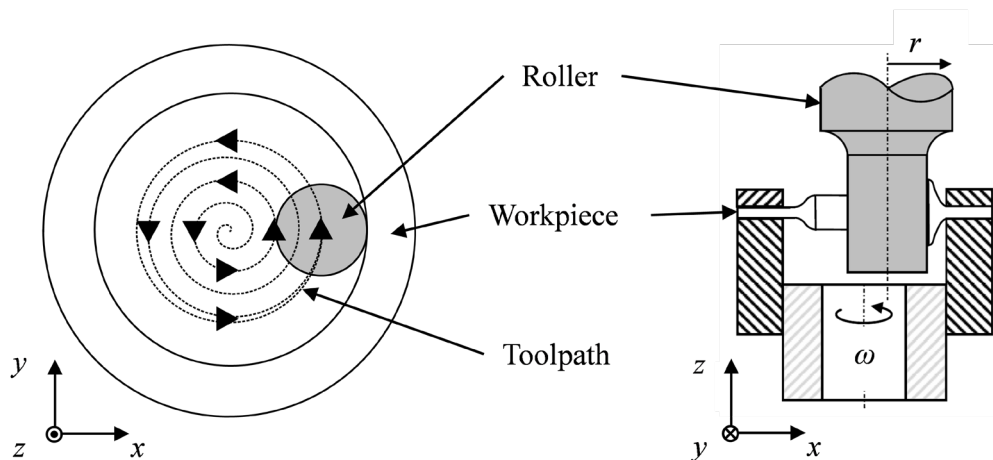 Roller
Workpiece
Toolpath
y
z
x
r
ω
z
y
x